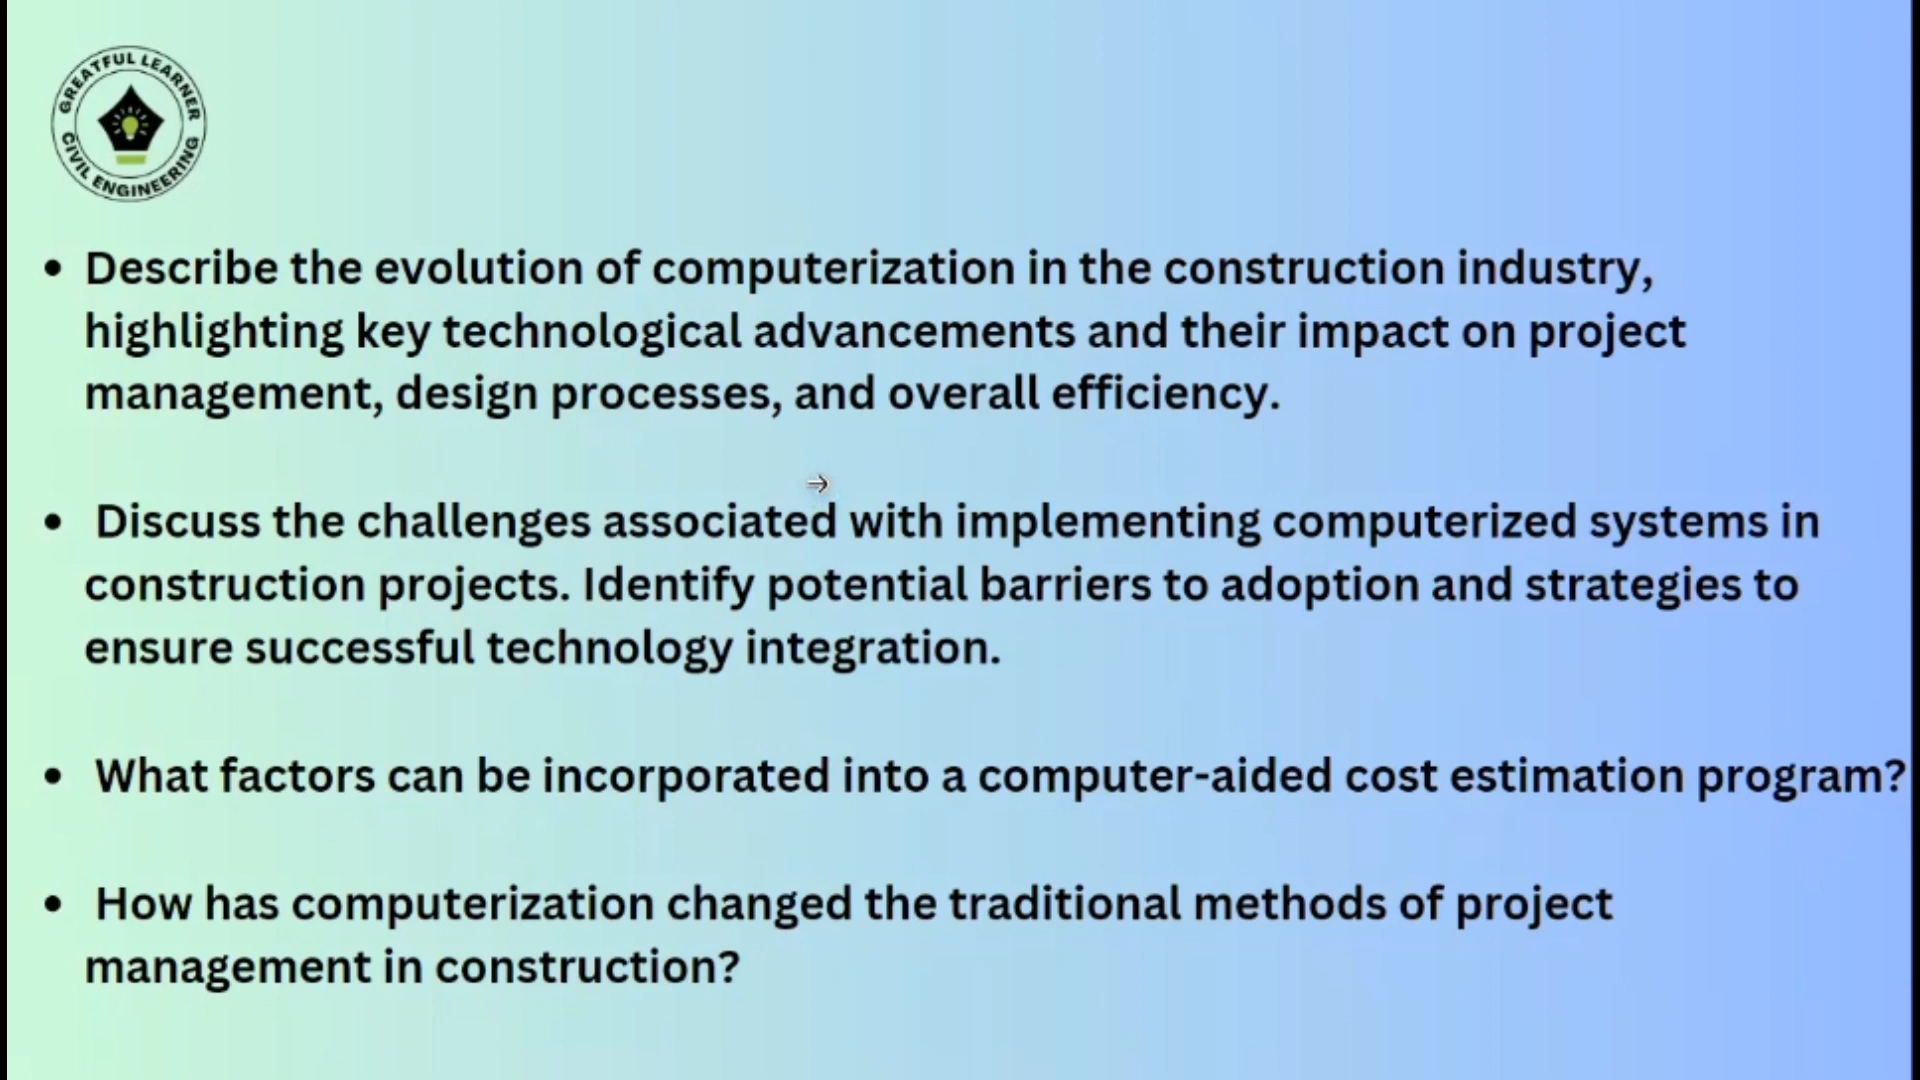 GREATFUL LEARNER
CIVIL ENGINEERING
• Describe the evolution of computerization in the construction industry,
highlighting key technological advancements and their impact on project
management, design processes, and overall efficiency.
• Discuss the challenges associated with implementing computerized systems in
construction projects. Identify potential barriers to adoption and strategies to
ensure successful technology integration.
• What factors can be incorporated into a computer-aided cost estimation program?
• How has computerization changed the traditional methods of project
management in construction?